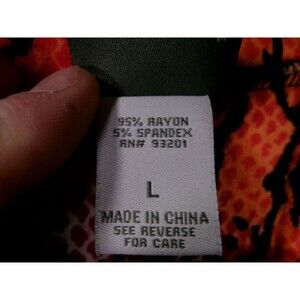 95% RAYON
5% SPANDEX
RN# 93201
L
MADE IN CHINA
SEE REVERSE
FOR CARE